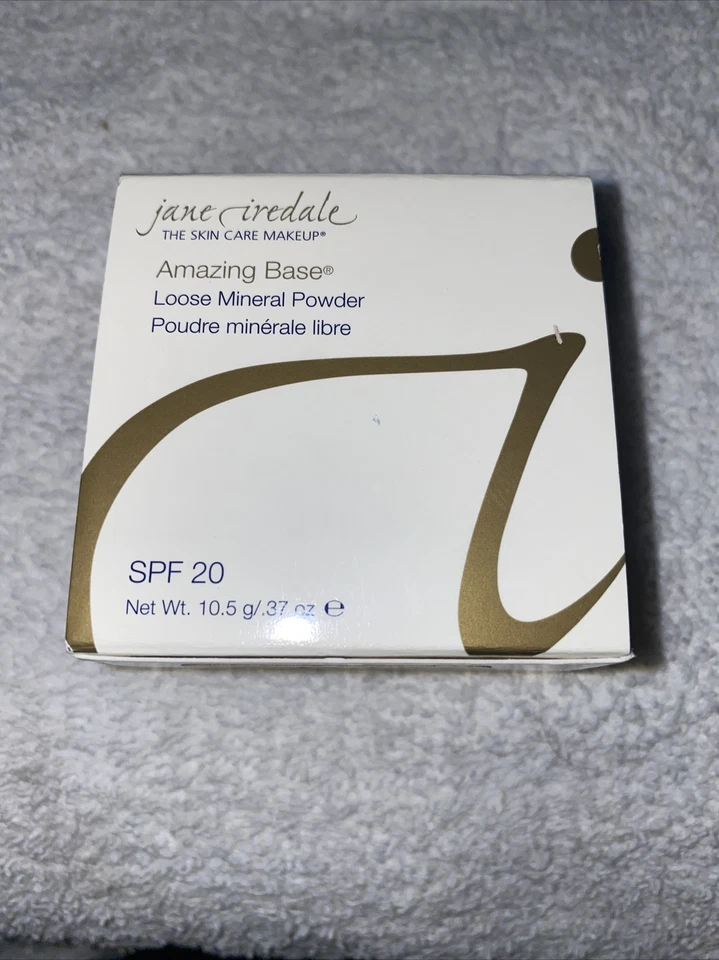 jane iredale
THE SKIN CARE MAKEUP®
Amazing Base®
Loose Mineral Powder
Poudre minérale libre
SPF 20
Net Wt. 10.5 g/.37 oz ℮